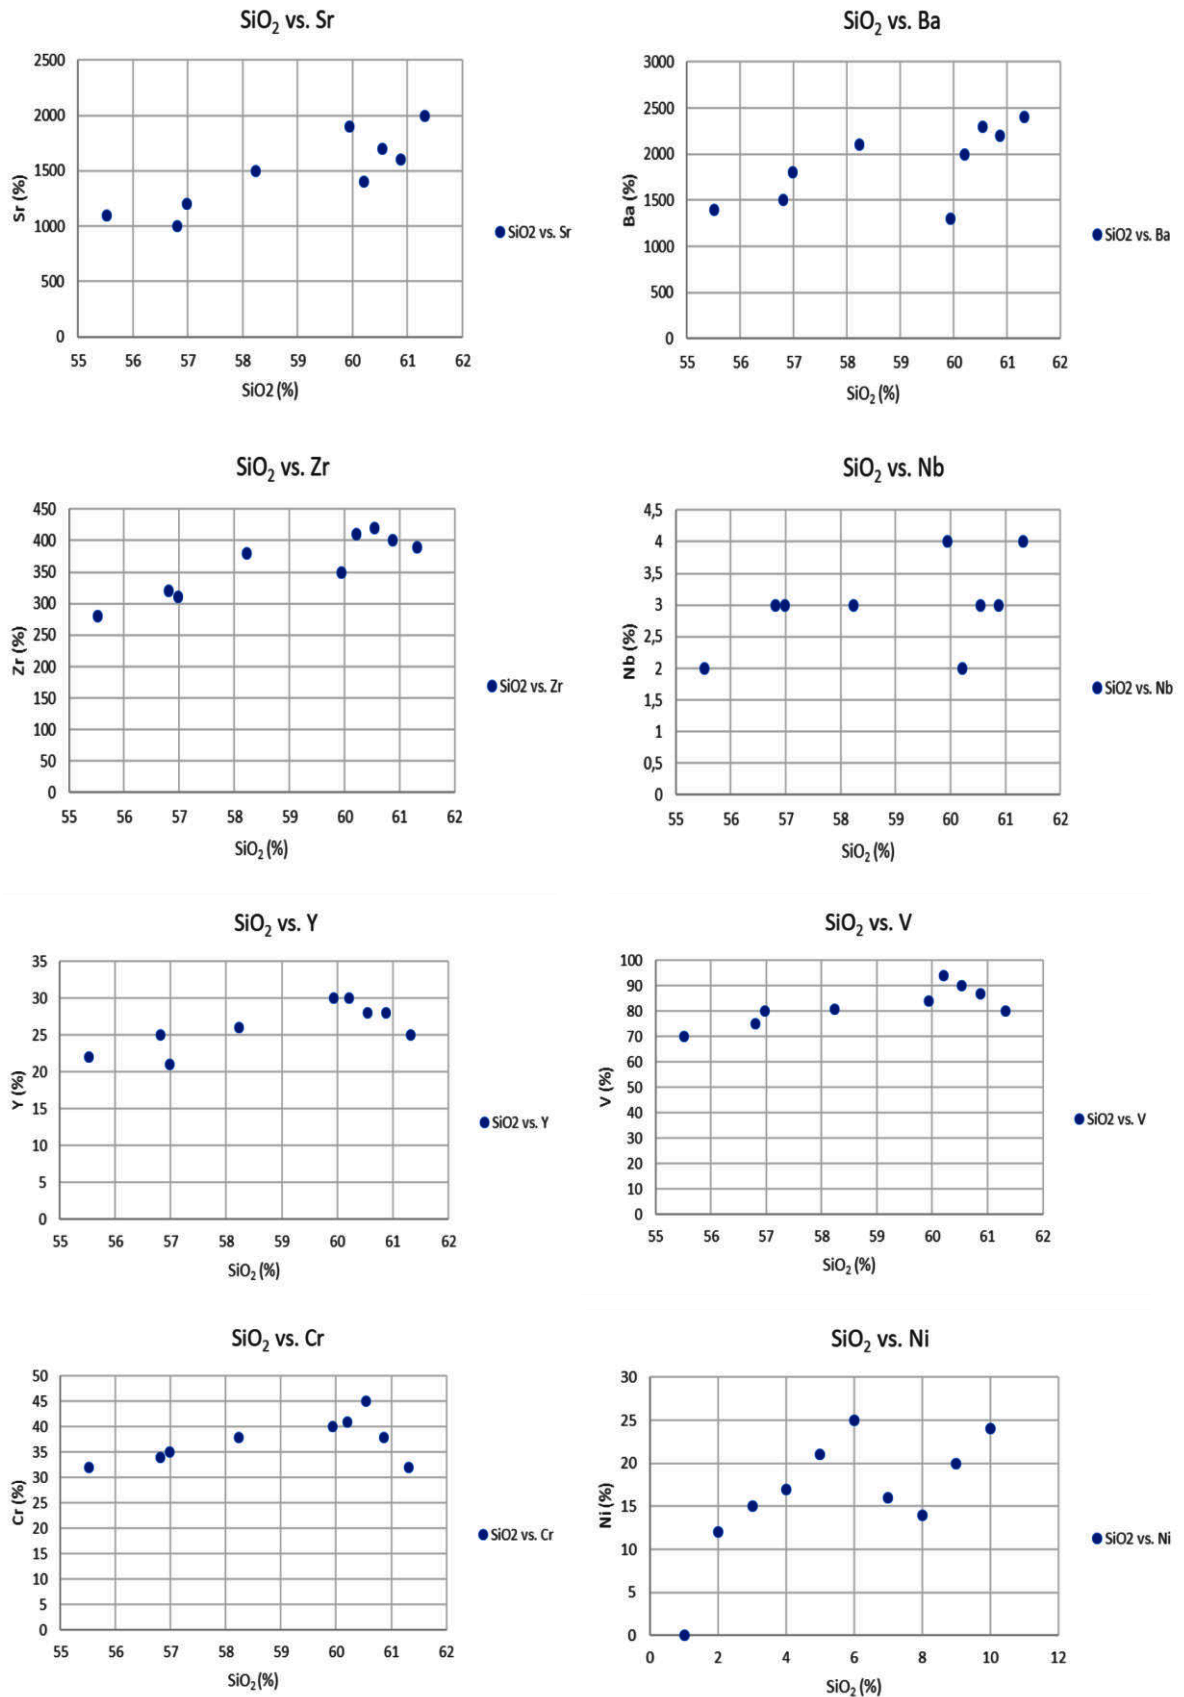 SiO₂ vs. Sr
2500
2000
1500
1000
500
0
55 56 57 58 59 60 61 62
Sr (%)
SiO2 (%)
SiO2 vs. Sr
SiO₂ vs. Ba
3000
2500
2000
1500
1000
500
0
55 56 57 58 59 60 61 62
Ba (%)
SiO₂ (%)
SiO2 vs. Ba
SiO₂ vs. Zr
450
400
350
300
250
200
150
100
50
0
55 56 57 58 59 60 61 62
Zr (%)
SiO₂ (%)
SiO2 vs. Zr
SiO₂ vs. Nb
4,5
4
3,5
3
2,5
2
1,5
1
0,5
0
55 56 57 58 59 60 61 62
Nb (%)
SiO₂ (%)
SiO2 vs. Nb
SiO₂ vs. Y
35
30
25
20
15
10
5
0
55 56 57 58 59 60 61 62
Y (%)
SiO₂ (%)
SiO2 vs. Y
SiO₂ vs. V
100
90
80
70
60
50
40
30
20
10
0
55 56 57 58 59 60 61 62
V (%)
SiO₂ (%)
SiO2 vs. V
SiO₂ vs. Cr
50
45
40
35
30
25
20
15
10
5
0
55 56 57 58 59 60 61 62
Cr (%)
SiO₂ (%)
SiO2 vs. Cr
SiO₂ vs. Ni
30
25
20
15
10
5
0
0 2 4 6 8 10 12
Ni (%)
SiO₂ (%)
SiO2 vs. Ni